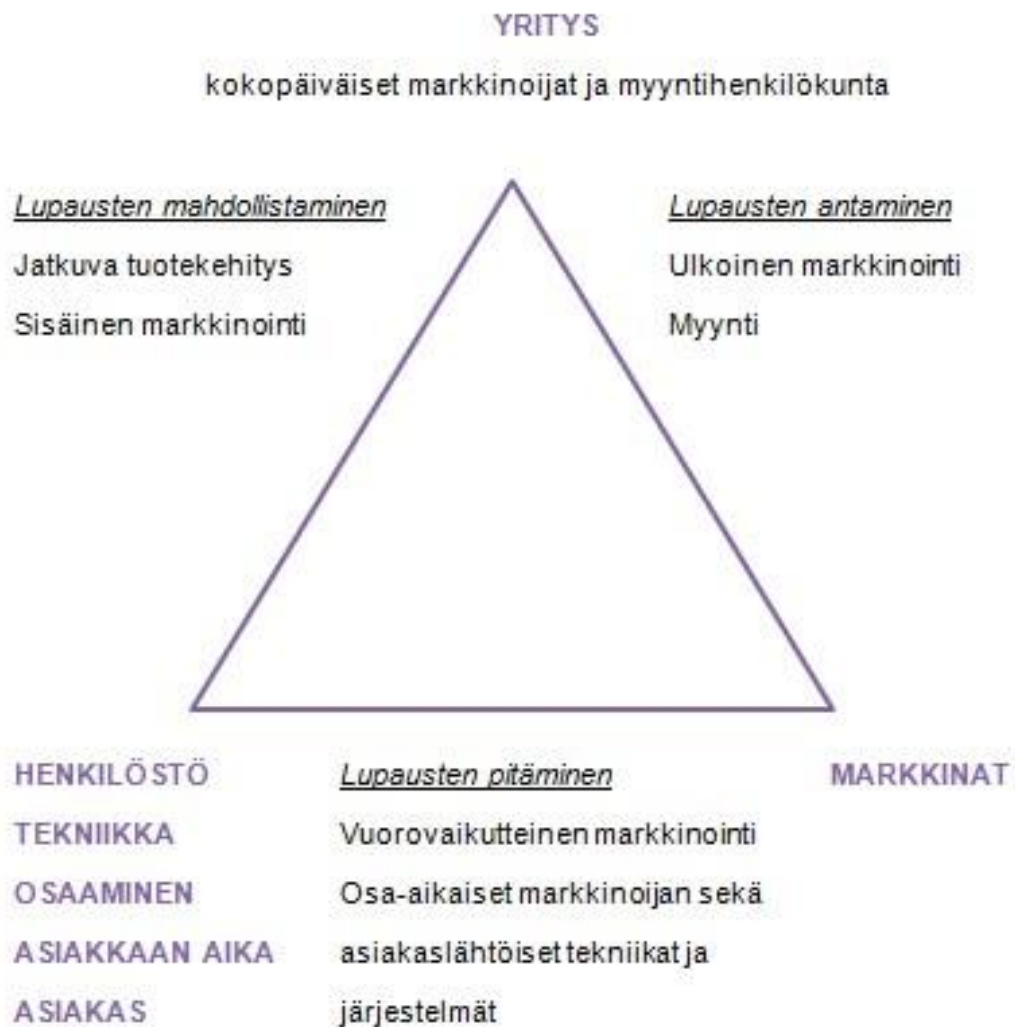 YRITYS
kokopäiväiset markkinoijat ja myyntihenkilökunta
Lupausten mahdollistaminen
Jatkuva tuotekehitys
Sisäinen markkinointi
Lupausten antaminen
Ulkoinen markkinointi
Myynti
HENKILÖSTÖ
TEKNIIKKA
OSAAMINEN
ASIAKKAAN AIKA
ASIAKAS
Lupausten pitäminen
Vuorovaikutteinen markkinointi
Osa-aikaiset markkinoijan sekä
asiakaslähtöiset tekniikat ja
järjestelmät
MARKKINAT